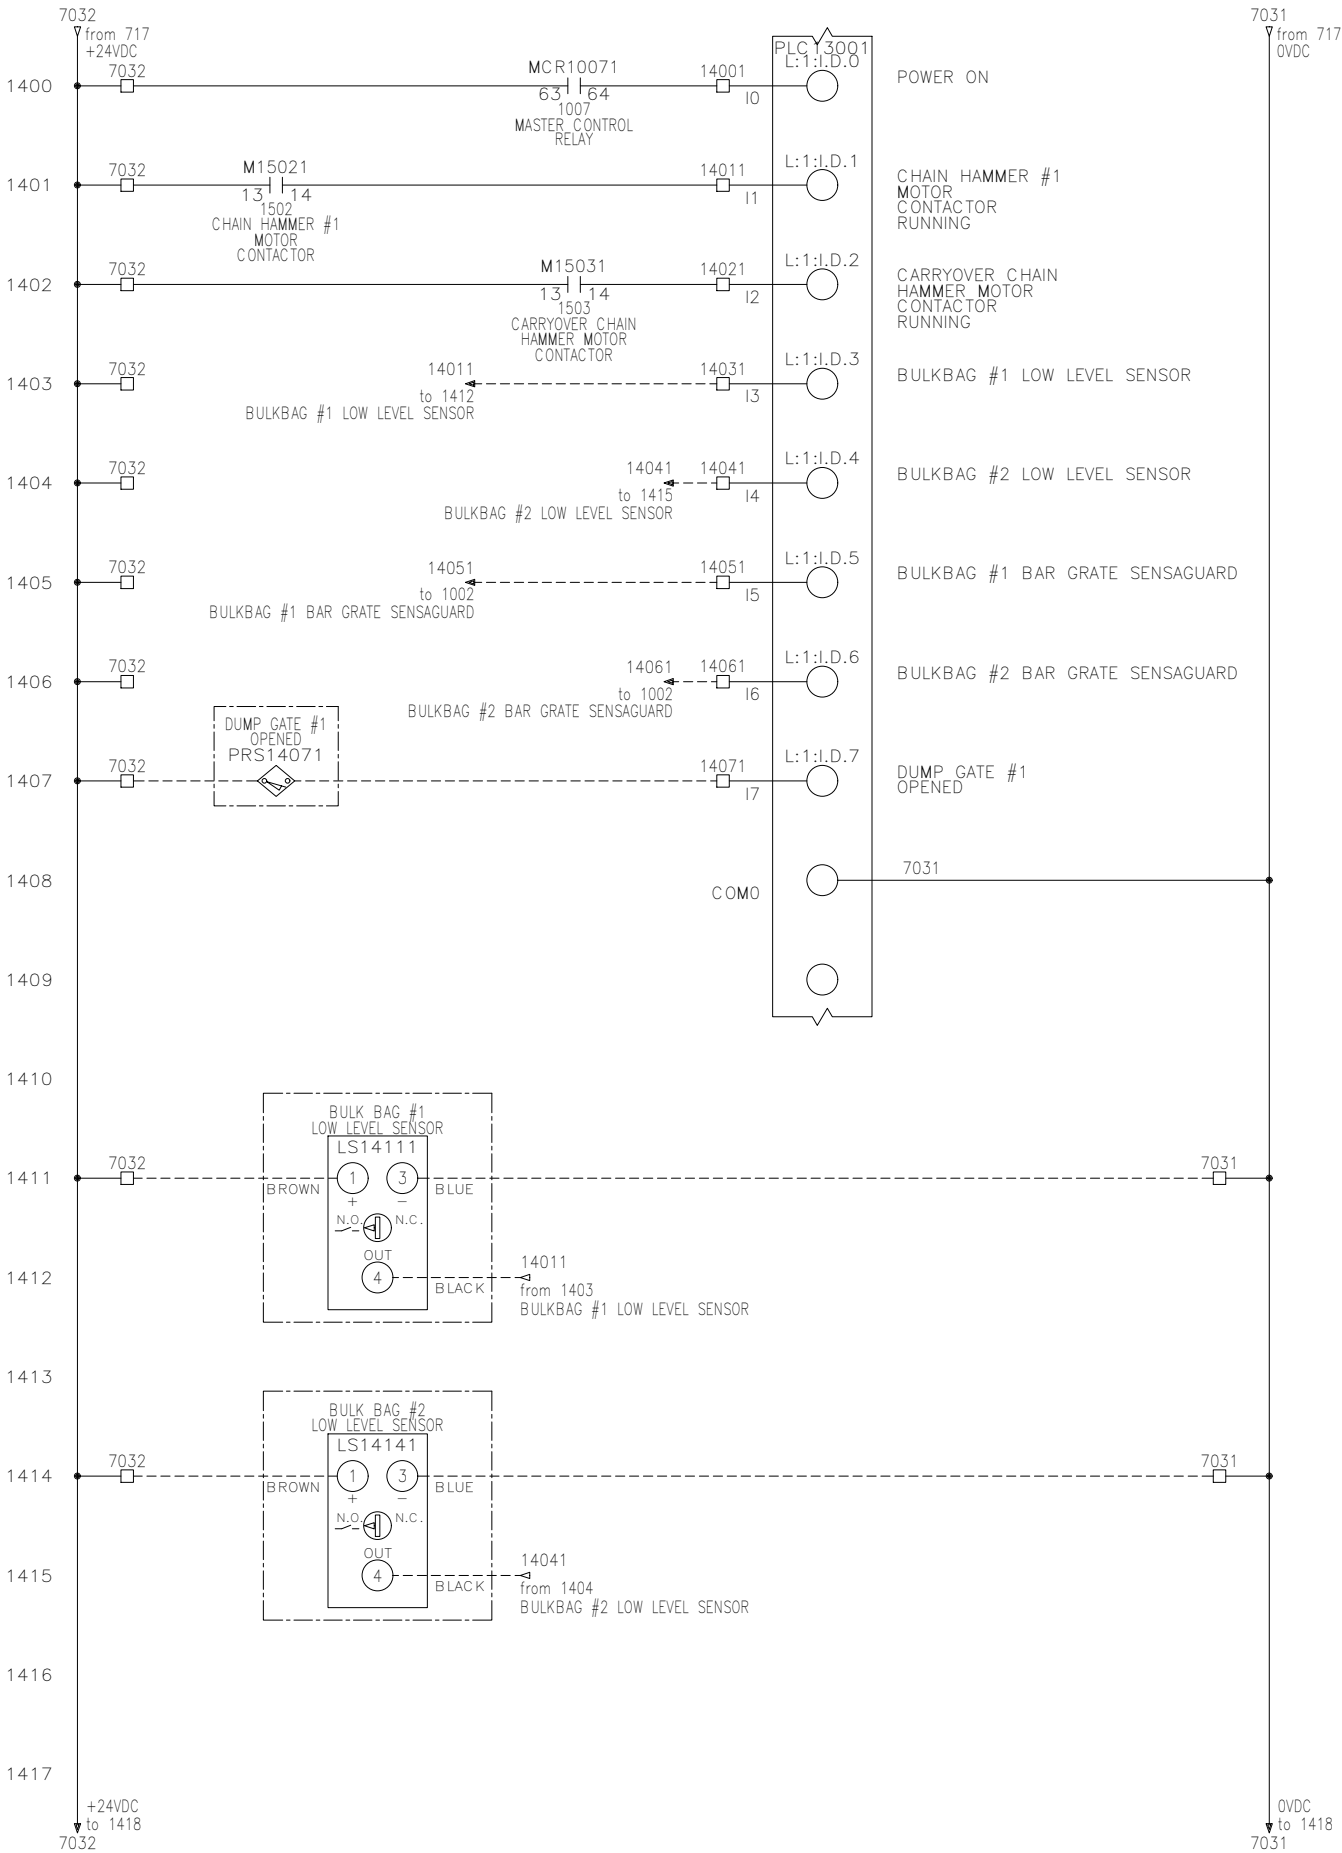 7032
from 717
+24VDC
7031
from 717
0VDC
PLC13001
1400
7032
MCR10071
63 64
1007
MASTER CONTROL
RELAY
14001
I0
L:1:I.D.0
POWER ON
1401
7032
M15021
13 14
1502
CHAIN HAMMER #1
MOTOR
CONTACTOR
14011
I1
L:1:I.D.1
CHAIN HAMMER #1
MOTOR
CONTACTOR
RUNNING
1402
7032
M15031
13 14
1503
CARRYOVER CHAIN
HAMMER MOTOR
CONTACTOR
14021
I2
L:1:I.D.2
CARRYOVER CHAIN
HAMMER MOTOR
CONTACTOR
RUNNING
1403
7032
14011
to 1412
BULKBAG #1 LOW LEVEL SENSOR
14031
I3
L:1:I.D.3
BULKBAG #1 LOW LEVEL SENSOR
1404
7032
14041
to 1415
BULKBAG #2 LOW LEVEL SENSOR
14041
I4
L:1:I.D.4
BULKBAG #2 LOW LEVEL SENSOR
1405
7032
14051
to 1002
BULKBAG #1 BAR GRATE SENSAGUARD
14051
I5
L:1:I.D.5
BULKBAG #1 BAR GRATE SENSAGUARD
1406
7032
14061
to 1002
BULKBAG #2 BAR GRATE SENSAGUARD
14061
I6
L:1:I.D.6
BULKBAG #2 BAR GRATE SENSAGUARD
1407
7032
DUMP GATE #1
OPENED
PRS14071
14071
I7
L:1:I.D.7
DUMP GATE #1
OPENED
1408
COM0
7031
1409
1410
BULK BAG #1
LOW LEVEL SENSOR
LS14111
1411
7032
BROWN
1
+
3
−
BLUE
7031
N.O.
N.C.
1412
OUT
4
BLACK
14011
from 1403
BULKBAG #1 LOW LEVEL SENSOR
1413
BULK BAG #2
LOW LEVEL SENSOR
LS14141
1414
7032
BROWN
1
+
3
−
BLUE
7031
N.O.
N.C.
1415
OUT
4
BLACK
14041
from 1404
BULKBAG #2 LOW LEVEL SENSOR
1416
1417
+24VDC
to 1418
7032
0VDC
to 1418
7031